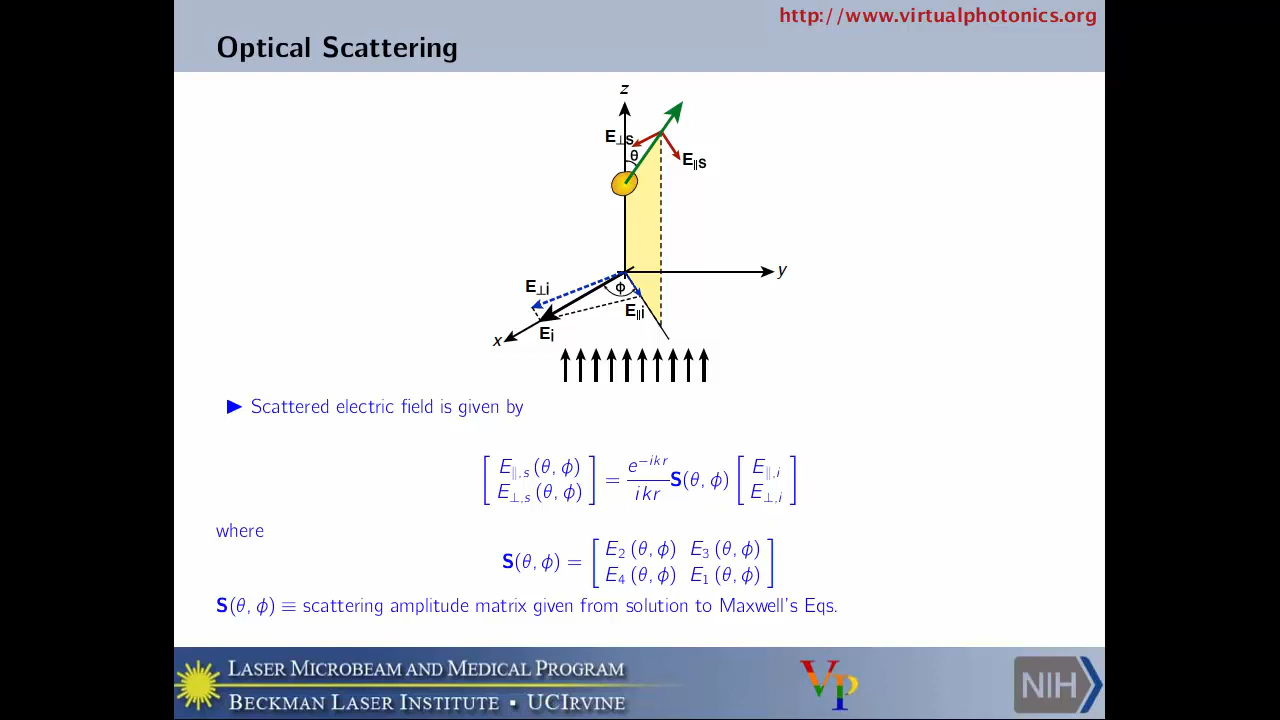 http://www.virtualphotonics.org
Optical Scattering
z
E⊥s
θ
E∥s
y
E⊥i
ϕ
E∥i
Ei
x
▶ Scattered electric field is given by
[ E∥,s (θ, ϕ) ; E⊥,s (θ, ϕ) ] = e^{−ikr} / ikr S(θ, ϕ) [ E∥,i ; E⊥,i ]
where
S(θ, ϕ) = [ E₂ (θ, ϕ) E₃ (θ, ϕ) ; E₄ (θ, ϕ) E₁ (θ, ϕ) ]
S(θ, ϕ) ≡ scattering amplitude matrix given from solution to Maxwell's Eqs.
LASER MICROBEAM AND MEDICAL PROGRAM
BECKMAN LASER INSTITUTE ▪ UCIRVINE
VP
NIH